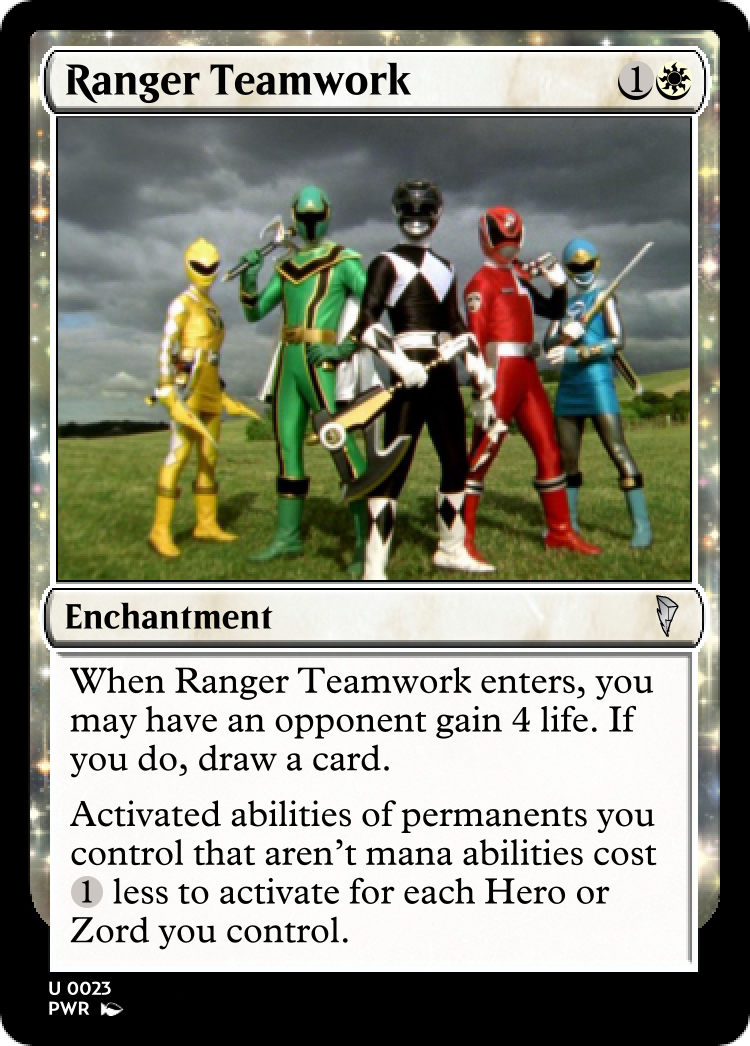 Ranger Teamwork 1
Enchantment
When Ranger Teamwork enters, you
may have an opponent gain 4 life. If
you do, draw a card.
Activated abilities of permanents you
control that aren't mana abilities cost
1 less to activate for each Hero or
Zord you control.
U 0023
PWR